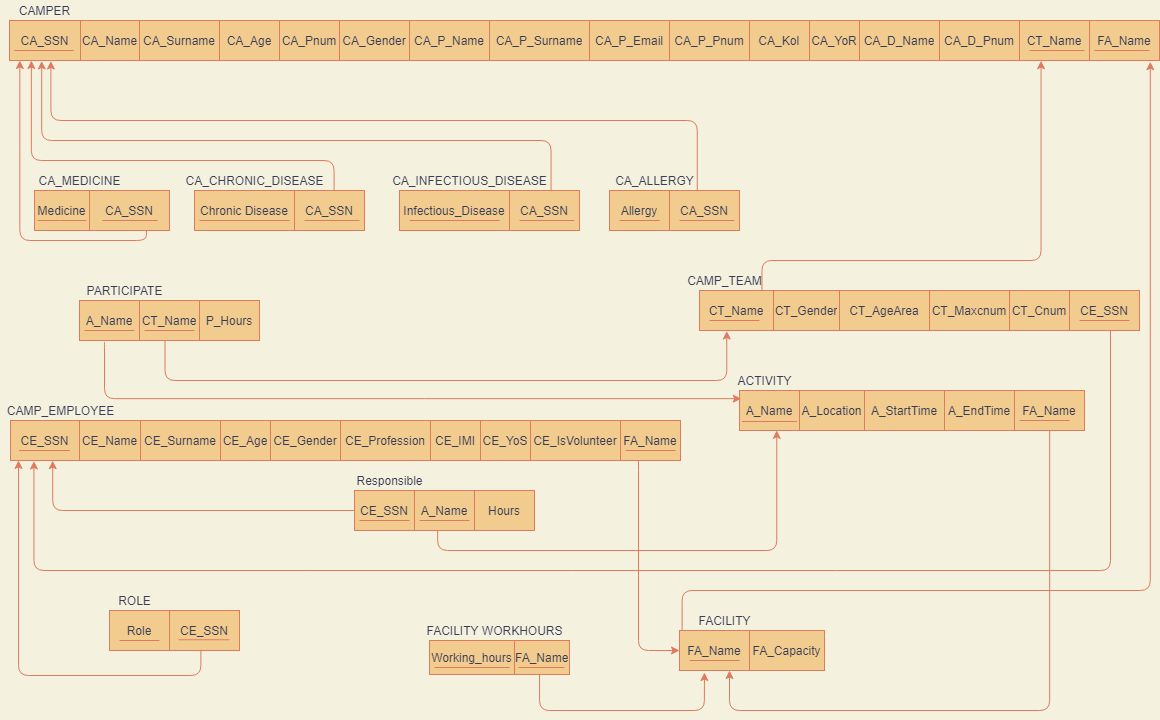 CAMPER
CA_SSN CA_Name CA_Surname CA_Age CA_Pnum CA_Gender CA_P_Name CA_P_Surname CA_P_Email CA_P_Pnum CA_Kol CA_YoR CA_D_Name CA_D_Pnum CT_Name FA_Name
CA_MEDICINE CA_CHRONIC_DISEASE CA_INFECTIOUS_DISEASE CA_ALLERGY
Medicine CA_SSN Chronic Disease CA_SSN Infectious_Disease CA_SSN Allergy CA_SSN
CAMP_TEAM
CT_Name CT_Gender CT_AgeArea CT_Maxcnum CT_Cnum CE_SSN
PARTICIPATE
A_Name CT_Name P_Hours
ACTIVITY
A_Name A_Location A_StartTime A_EndTime FA_Name
CAMP_EMPLOYEE
CE_SSN CE_Name CE_Surname CE_Age CE_Gender CE_Profession CE_IMI CE_YoS CE_IsVolunteer FA_Name
Responsible
CE_SSN A_Name Hours
ROLE
Role CE_SSN
FACILITY WORKHOURS
Working_hours FA_Name
FACILITY
FA_Name FA_Capacity